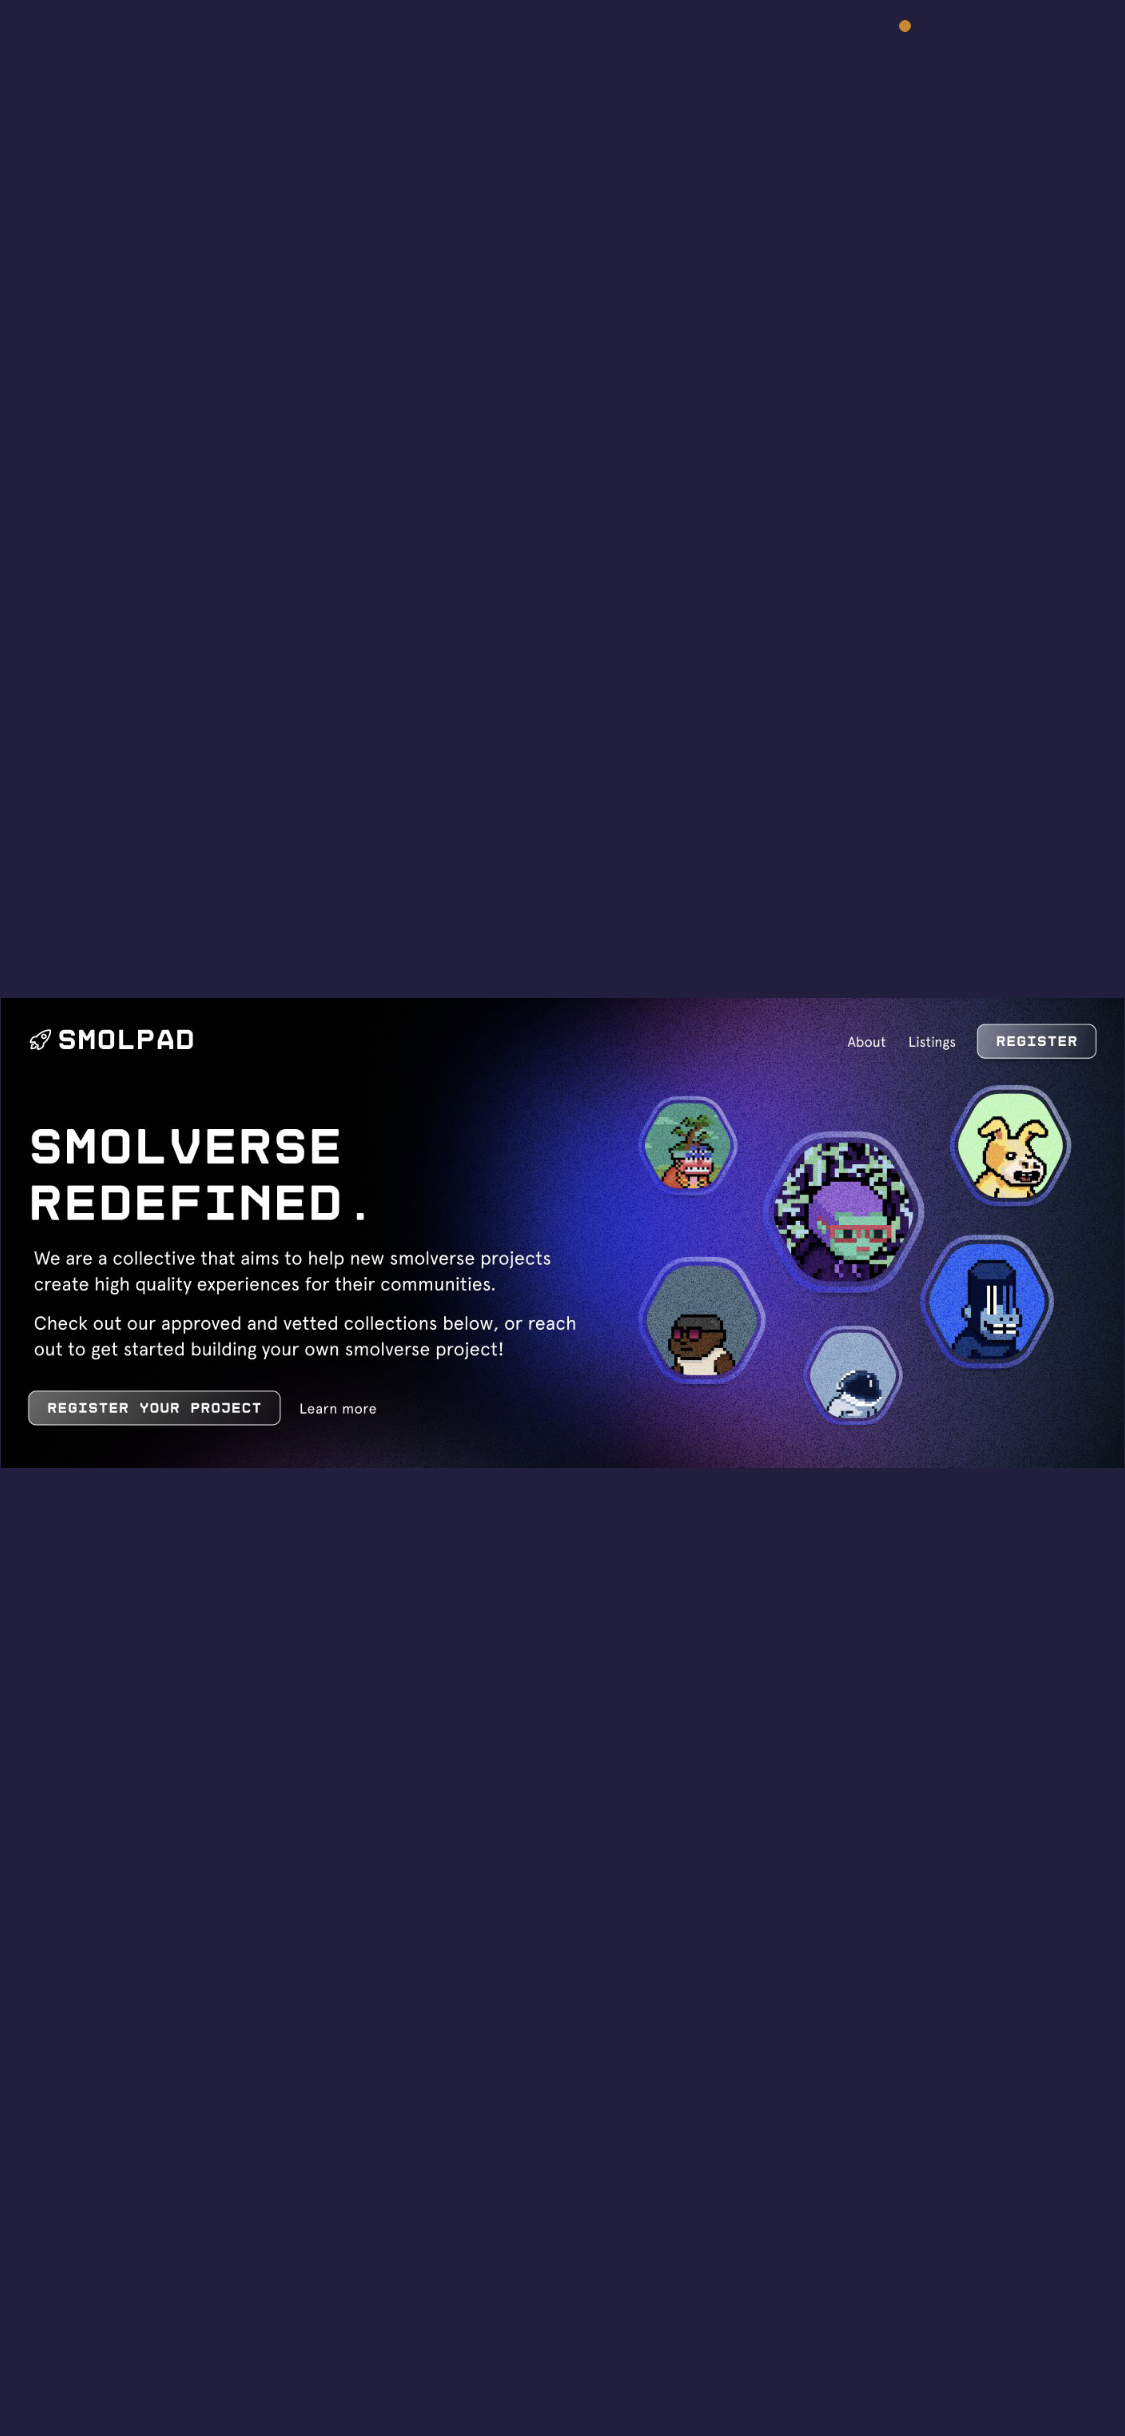 SMOLPAD
About Listings REGISTER
SMOLVERSE
REDEFINED.
We are a collective that aims to help new smolverse projects
create high quality experiences for their communities.
Check out our approved and vetted collections below, or reach
out to get started building your own smolverse project!
REGISTER YOUR PROJECT Learn more